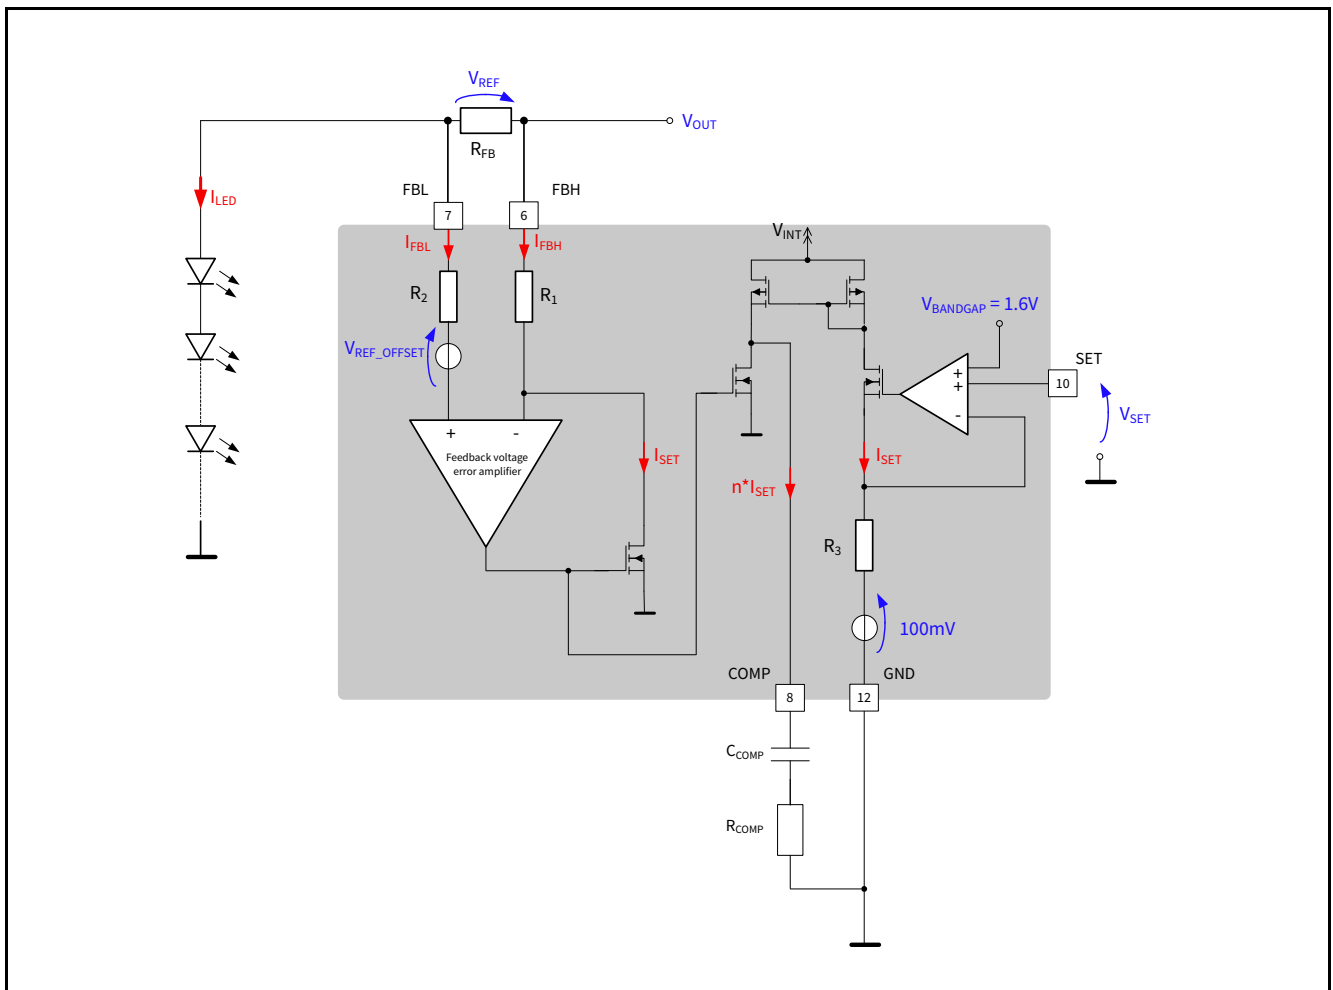 VREF
VOUT
RFB
FBL
FBH
ILED
7
6
IFBL
IFBH
VINT
R2
R1
VBANDGAP = 1.6V
VREF_OFFSET
SET
+
+
-
10
VSET
+
-
Feedback voltage
error amplifier
ISET
ISET
n*ISET
R3
100mV
COMP
GND
8
12
CCOMP
RCOMP